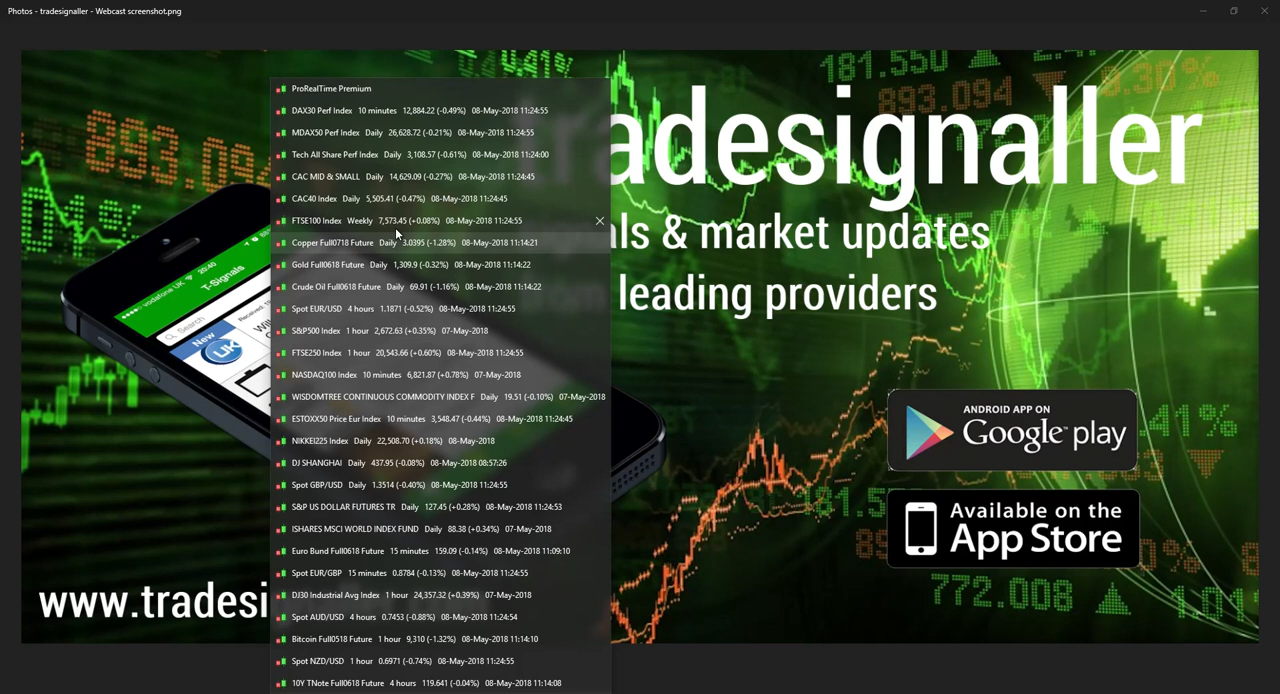 Photos - tradesignaller - Webcast screenshot.png
ProRealTime Premium
DAX30 Perf Index 10 minutes 12,884.22 (-0.49%) 08-May-2018 11:24:55
MDAX50 Perf Index Daily 26,628.72 (-0.21%) 08-May-2018 11:24:55
Tech All Share Perf Index Daily 3,108.57 (-0.61%) 08-May-2018 11:24:00
CAC MID & SMALL Daily 14,629.09 (-0.27%) 08-May-2018 11:24:45
CAC40 Index Daily 5,505.41 (-0.47%) 08-May-2018 11:24:45
FTSE100 Index Weekly 7,573.45 (+0.08%) 08-May-2018 11:24:55
Copper Full0718 Future Daily 3.0395 (-1.28%) 08-May-2018 11:14:21
Gold Full0618 Future Daily 1,309.9 (-0.32%) 08-May-2018 11:14:22
Crude Oil Full0618 Future Daily 69.91 (-1.16%) 08-May-2018 11:14:22
Spot EUR/USD 4 hours 1.1871 (-0.52%) 08-May-2018 11:24:55
S&P500 Index 1 hour 2,672.63 (+0.35%) 07-May-2018
FTSE250 Index 1 hour 20,543.66 (+0.60%) 08-May-2018 11:24:55
NASDAQ100 Index 10 minutes 6,821.87 (+0.78%) 07-May-2018
WISDOMTREE CONTINUOUS COMMODITY INDEX F Daily 19.51 (-0.10%) 07-May-2018
ESTOXX50 Price Eur Index 10 minutes 3,548.47 (-0.44%) 08-May-2018 11:24:45
NIKKEI225 Index Daily 22,508.70 (+0.18%) 08-May-2018
DJ SHANGHAI Daily 437.95 (-0.08%) 08-May-2018 08:57:26
Spot GBP/USD Daily 1.3514 (-0.40%) 08-May-2018 11:24:55
S&P US DOLLAR FUTURES TR Daily 127.45 (+0.28%) 08-May-2018 11:24:53
ISHARES MSCI WORLD INDEX FUND Daily 88.38 (+0.34%) 07-May-2018
Euro Bund Full0618 Future 15 minutes 159.09 (-0.14%) 08-May-2018 11:09:10
Spot EUR/GBP 15 minutes 0.8784 (-0.13%) 08-May-2018 11:24:55
DJ30 Industrial Avg Index 1 hour 24,357.32 (+0.39%) 07-May-2018
Spot AUD/USD 4 hours 0.7453 (-0.88%) 08-May-2018 11:24:54
Bitcoin Full0518 Future 1 hour 9,310 (-1.32%) 08-May-2018 11:14:10
Spot NZD/USD 1 hour 0.6971 (-0.74%) 08-May-2018 11:24:55
10Y TNote Full0618 Future 4 hours 119.641 (-0.04%) 08-May-2018 11:14:08
adesignaller
ls & market updates
leading providers
ANDROID APP ON
Google play
Available on the
App Store
www.tradesi
vodafone UK
20:40
T-Signals
Search
New
UK
181.550
893.094
893.094
772.008